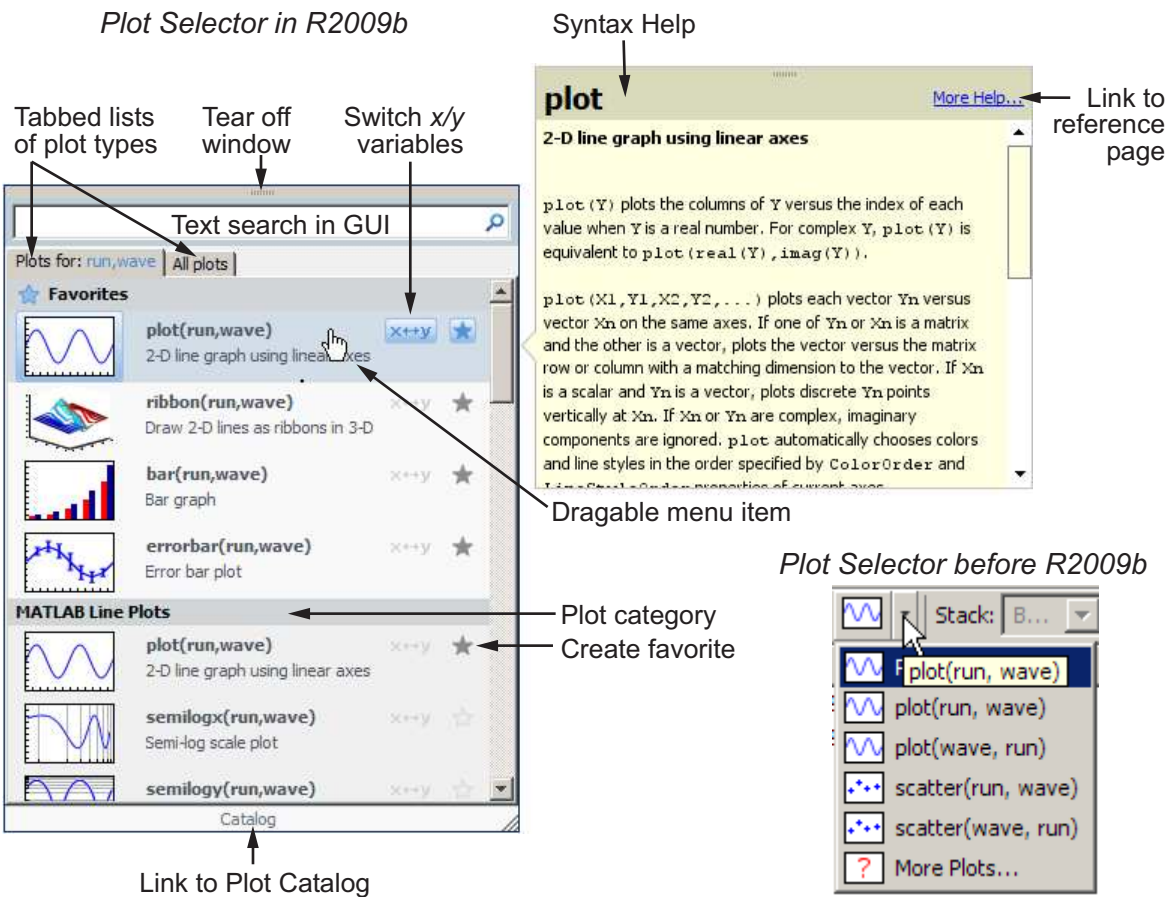 Plot Selector in R2009b
Syntax Help
Tabbed lists
of plot types
Tear off
window
Switch x/y
variables
Link to
reference
page
plot
More Help...
2-D line graph using linear axes
plot(Y) plots the columns of Y versus the index of each
value when Y is a real number. For complex Y, plot(Y) is
equivalent to plot(real(Y),imag(Y)).
plot(X1,Y1,X2,Y2,...) plots each vector Yn versus
vector Xn on the same axes. If one of Yn or Xn is a matrix
and the other is a vector, plots the vector versus the matrix
row or column with a matching dimension to the vector. If Xn
is a scalar and Yn is a vector, plots discrete Yn points
vertically at Xn. If Xn or Yn are complex, imaginary
components are ignored. plot automatically chooses colors
and line styles in the order specified by ColorOrder and
LineStyleOrder properties of current axes
Text search in GUI
Plots for: run,wave
All plots
Favorites
plot(run,wave)
x↔y
2-D line graph using linear axes
ribbon(run,wave)
x↔y
Draw 2-D lines as ribbons in 3-D
bar(run,wave)
x↔y
Bar graph
errorbar(run,wave)
x↔y
Error bar plot
MATLAB Line Plots
plot(run,wave)
x↔y
2-D line graph using linear axes
semilogx(run,wave)
x↔y
Semi-log scale plot
semilogy(run,wave)
x↔y
Catalog
Dragable menu item
Plot category
Create favorite
Link to Plot Catalog
Plot Selector before R2009b
Stack: B...
plot(run, wave)
plot(run, wave)
plot(wave, run)
scatter(run, wave)
scatter(wave, run)
? More Plots...